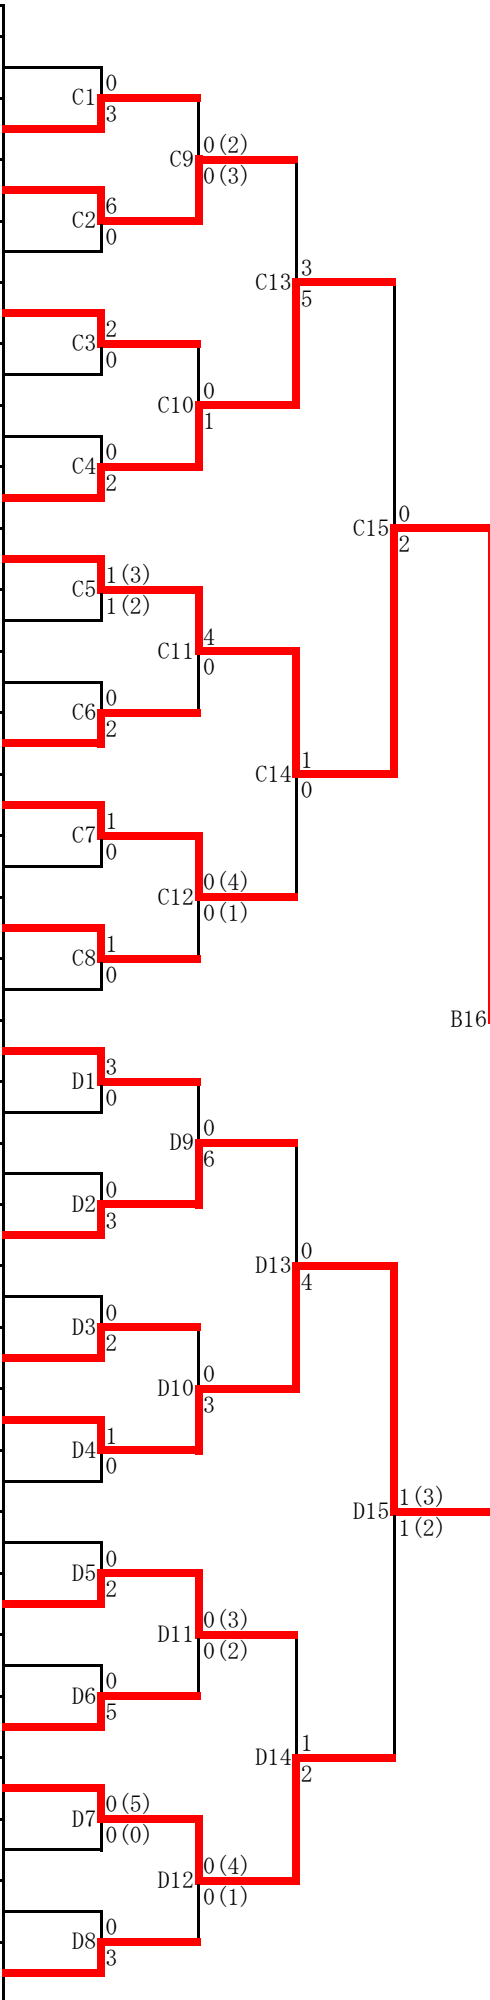 0
C1
3
0(2)
C9
0(3)
6
C2
0
3
C13
5
2
C3
0
0
C10
1
0
C4
2
0
C15
2
1(3)
C5
1(2)
4
C11
0
0
C6
2
1
C14
0
1
C7
0
0(4)
C12
0(1)
1
C8
0
B16
3
D1
0
0
D9
6
0
D2
3
0
D13
4
0
D3
2
0
D10
3
1
D4
0
1(3)
D15
1(2)
0
D5
2
0(3)
D11
0(2)
0
D6
5
1
D14
2
0(5)
D7
0(0)
0(4)
D12
0(1)
0
D8
3